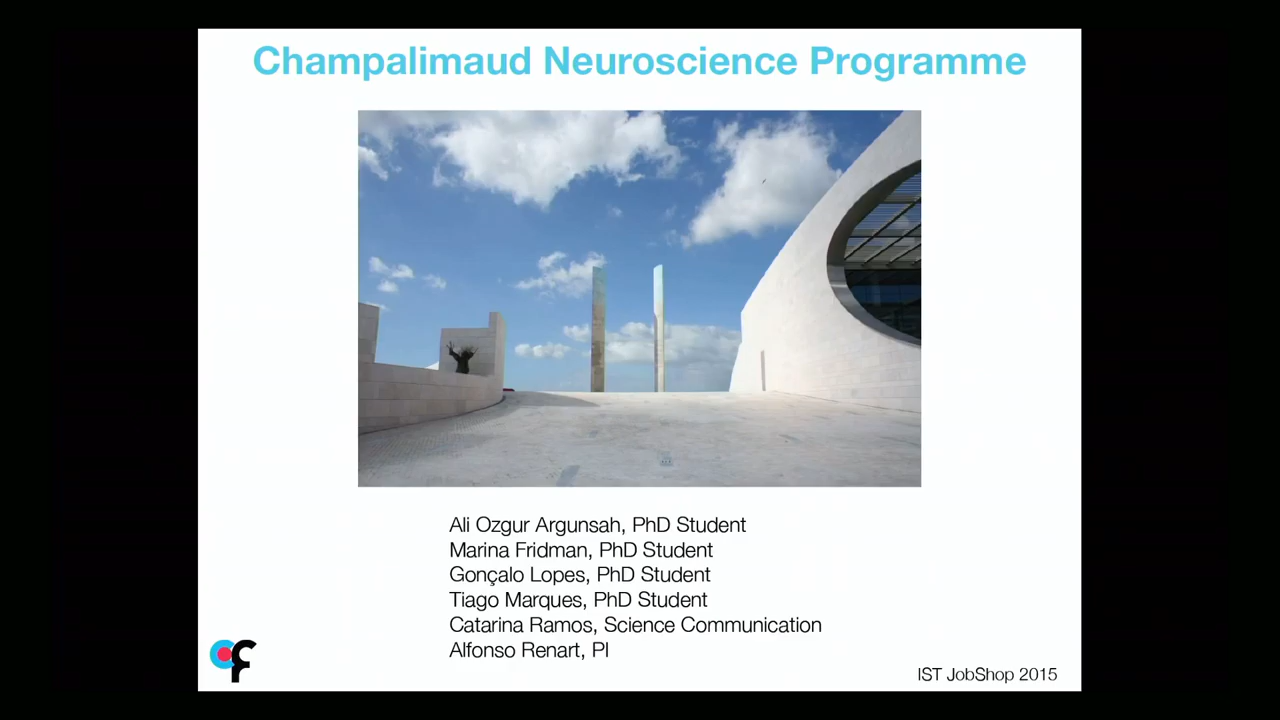 Champalimaud Neuroscience Programme
Ali Ozgur Argunsah, PhD Student
Marina Fridman, PhD Student
Gonçalo Lopes, PhD Student
Tiago Marques, PhD Student
Catarina Ramos, Science Communication
Alfonso Renart, PI
cf
IST JobShop 2015